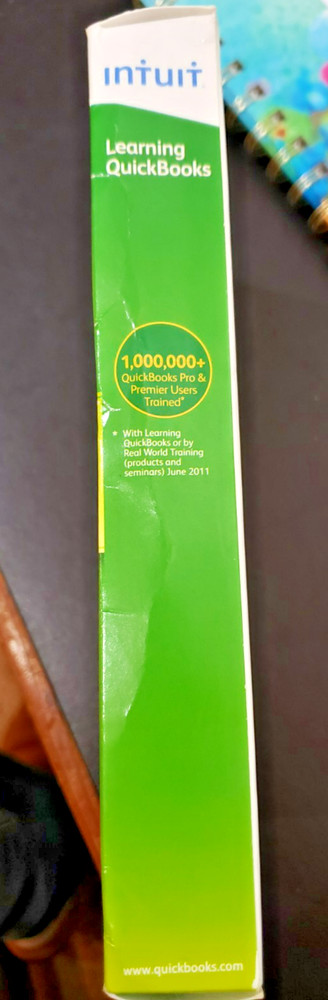 intuit
Learning
QuickBooks
1,000,000+
QuickBooks Pro &
Premier Users
Trained*
* With Learning
QuickBooks or by
Real World Training
(products and
seminars) June 2011
www.quickbooks.com